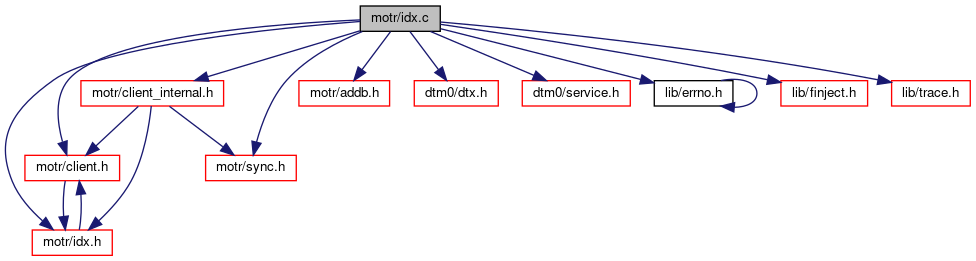 motr/idx.c
motr/client_internal.h
motr/addb.h
dtm0/dtx.h
dtm0/service.h
lib/errno.h
lib/finject.h
lib/trace.h
motr/client.h
motr/sync.h
motr/idx.h